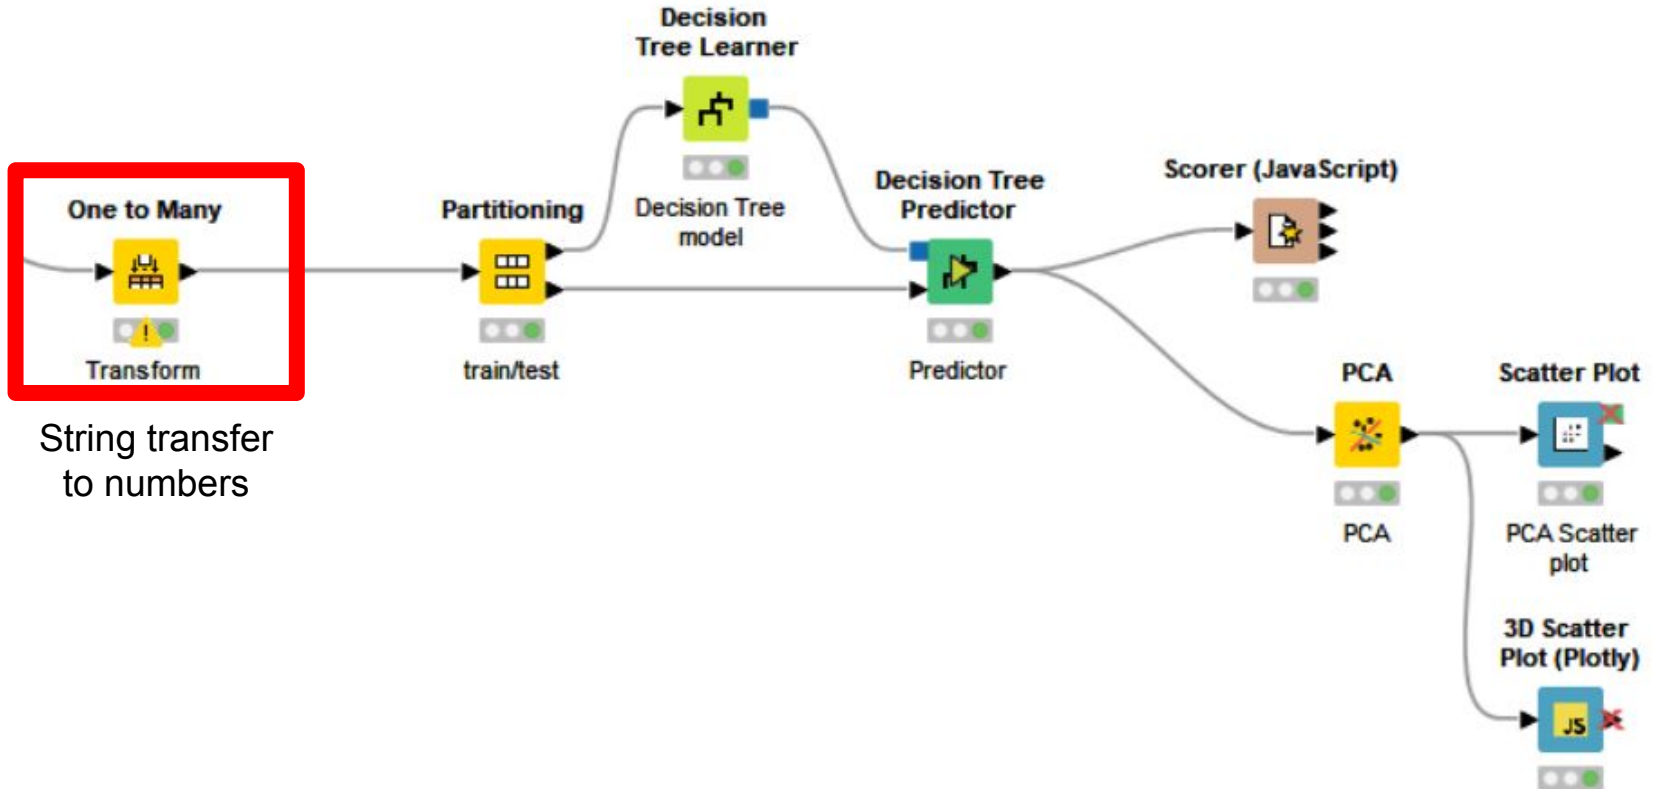 One to Many
Transform
String transfer
to numbers
Partitioning
train/test
Decision
Tree Learner
Decision Tree
model
Decision Tree
Predictor
Predictor
Scorer (JavaScript)
PCA
PCA
Scatter Plot
PCA Scatter
plot
3D Scatter
Plot (Plotly)
JS